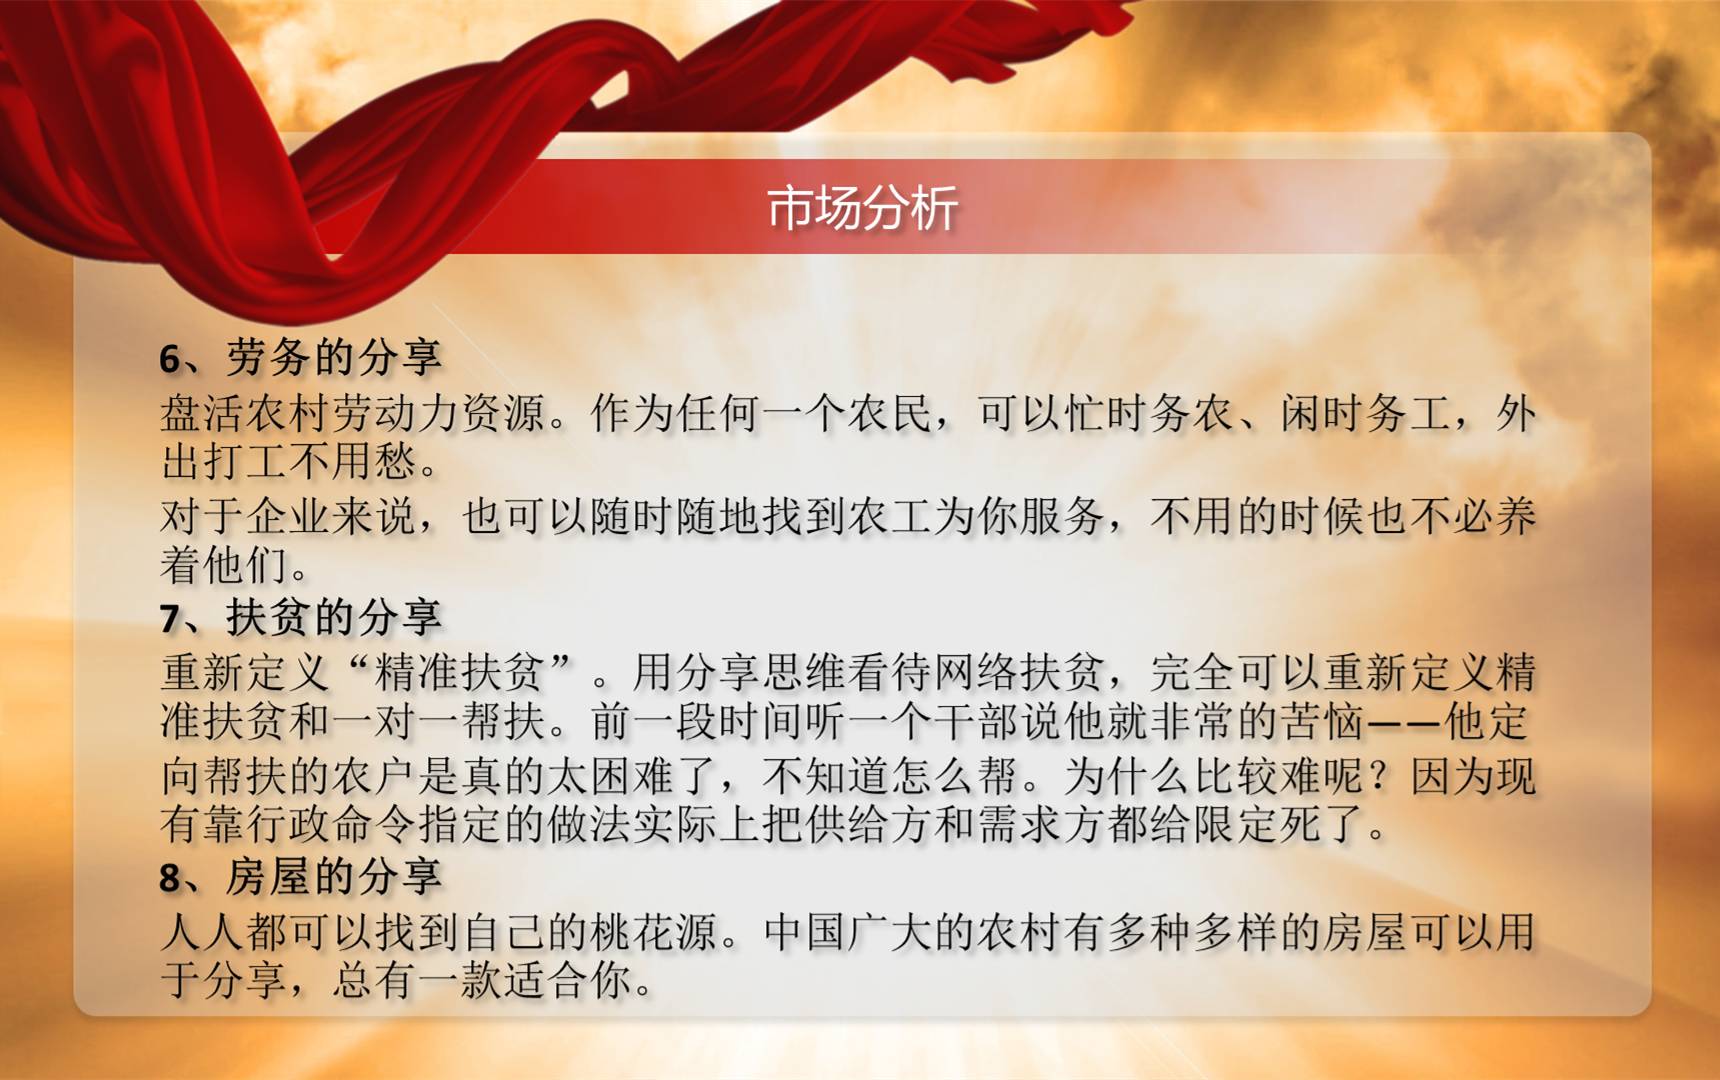 市场分析
6、劳务的分享
盘活农村劳动力资源。作为任何一个农民，可以忙时务农、闲时务工，外
出打工不用愁。
对于企业来说，也可以随时随地找到农工为你服务，不用的时候也不必养
着他们。
7、扶贫的分享
重新定义“精准扶贫”。用分享思维看待网络扶贫，完全可以重新定义精
准扶贫和一对一帮扶。前一段时间听一个干部说他就非常的苦恼——他定
向帮扶的农户是真的太困难了，不知道怎么帮。为什么比较难呢？因为现
有靠行政命令指定的做法实际上把供给方和需求方都给限定死了。
8、房屋的分享
人人都可以找到自己的桃花源。中国广大的农村有多种多样的房屋可以用
于分享，总有一款适合你。